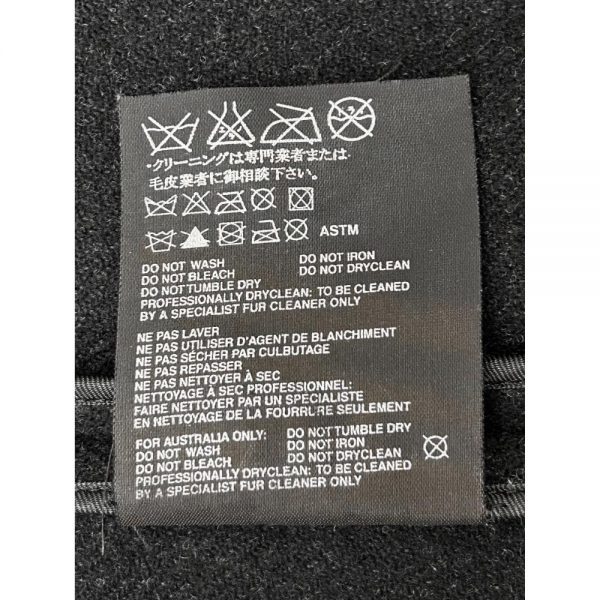 ・クリーニングは専門業者または
毛皮業者に御相談下さい。
ASTM
DO NOT WASH DO NOT IRON
DO NOT BLEACH DO NOT DRYCLEAN
DO NOT TUMBLE DRY
PROFESSIONALLY DRYCLEAN: TO BE CLEANED
BY A SPECIALIST FUR CLEANER ONLY
NE PAS LAVER
NE PAS UTILISER D'AGENT DE BLANCHIMENT
NE PAS SÉCHER PAR CULBUTAGE
NE PAS REPASSER
NE PAS NETTOYER À SEC
NETTOYAGE À SEC PROFESSIONNEL:
FAIRE NETTOYER PAR UN SPÉCIALISTE
EN NETTOYAGE DE LA FOURRURE SEULEMENT
FOR AUSTRALIA ONLY: DO NOT TUMBLE DRY
DO NOT WASH DO NOT IRON
DO NOT BLEACH DO NOT DRYCLEAN
PROFESSIONALLY DRYCLEAN: TO BE CLEANED
BY A SPECIALIST FUR CLEANER ONLY